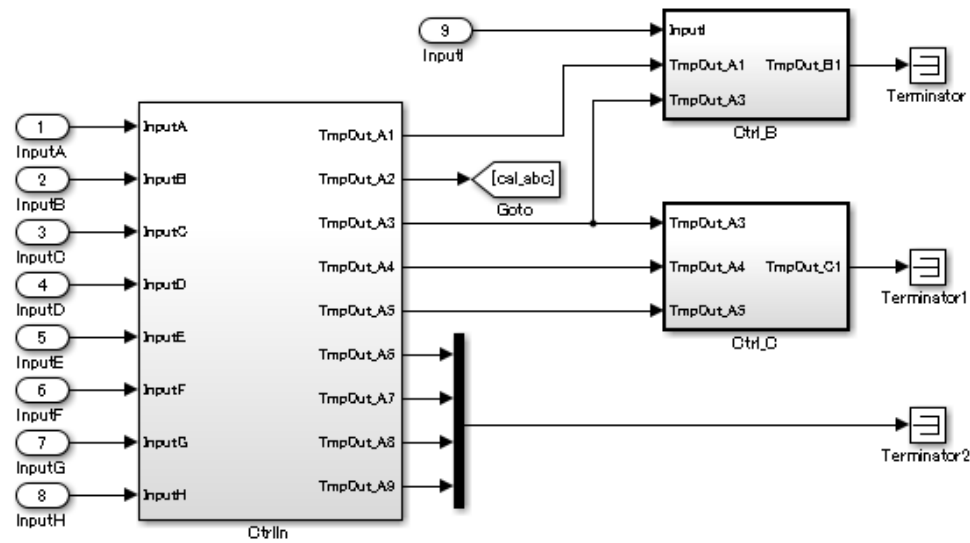 9
InputI
InputI
TmpOut_A1
TmpOut_B1
TmpOut_A3
Ctrl_B
Terminator
1
InputA
2
InputB
3
InputC
4
InputD
5
InputE
6
InputF
7
InputG
8
InputH
InputA
InputB
InputC
InputD
InputE
InputF
InputG
InputH
TmpOut_A1
TmpOut_A2
TmpOut_A3
TmpOut_A4
TmpOut_A5
TmpOut_A6
TmpOut_A7
TmpOut_A8
TmpOut_A9
CtrlIn
[cal_abc]
Goto
TmpOut_A3
TmpOut_A4
TmpOut_C1
TmpOut_A5
Ctrl_C
Terminator1
Terminator2